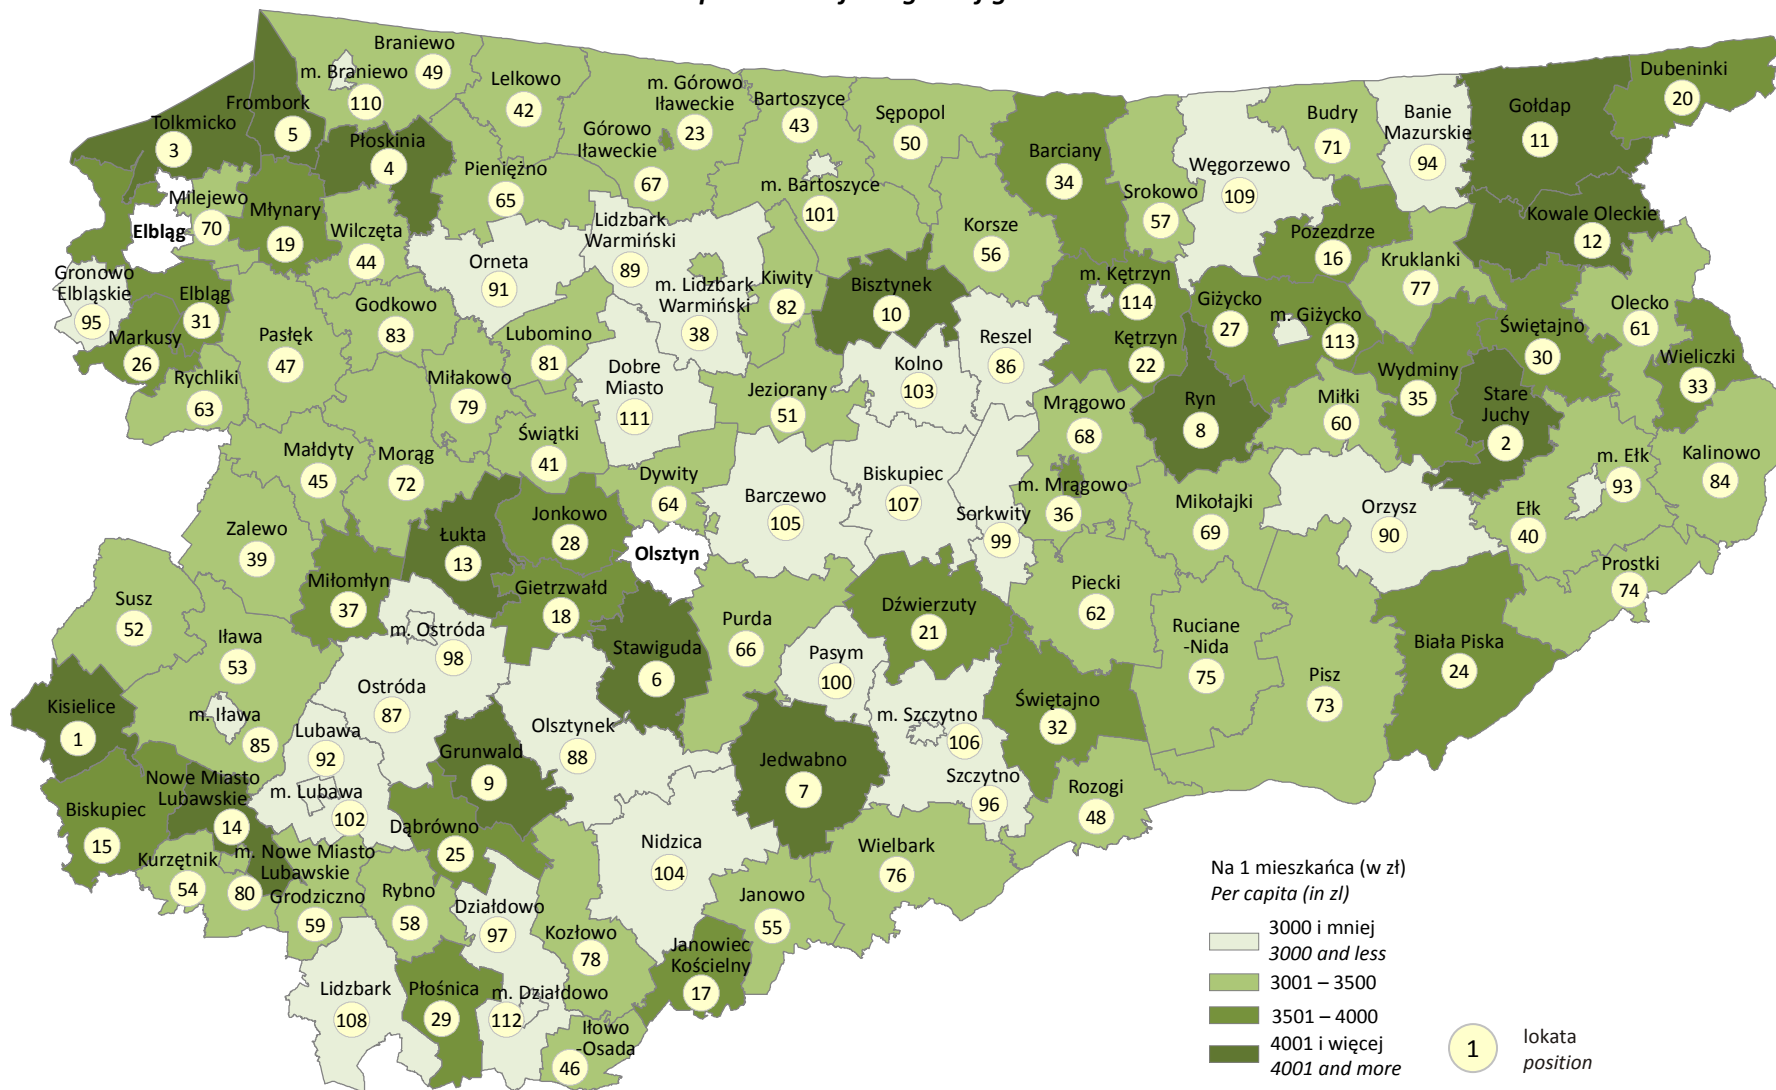 Braniewo
49
m. Braniewo
110
Lelkowo
42
m. Górowo
Iławeckie
23
Bartoszyce
43
Sępopol
50
Dubeninki
20
Gołdap
11
Banie
Mazurskie
94
Budry
71
Frombork
5
Tolkmicko
3
Płoskinia
4
Górowo
Iławeckie
67
Pieniężno
65
m. Bartoszyce
101
Barciany
34
Srokowo
57
Węgorzewo
109
Milejewo
70
Młynary
19
Elbląg
Wilczęta
44
Lidzbark
Warmiński
89
Orneta
91
Korsze
56
Kowale Oleckie
12
Pozezdrze
16
Kruklanki
77
Gronowo
Elbląskie
95
Elbląg
31
Markusy
26
Godkowo
83
Pasłęk
47
Lubomino
81
m. Lidzbark
Warmiński
38
Kiwity
82
Bisztynek
10
m. Kętrzyn
114
Giżycko
27
m. Giżycko
113
Olecko
61
Świętajno
30
Wieliczki
33
Rychliki
63
Miłakowo
79
Dobre
Miasto
111
Jeziorany
51
Kolno
103
Reszel
86
Kętrzyn
22
Wydminy
35
Stare
Juchy
2
Miłki
60
Ryn
8
Mrągowo
68
Małdyty
45
Morąg
72
Świątki
41
Dywity
64
Barczewo
105
Biskupiec
107
Sorkwity
99
m. Mrągowo
36
Mikołajki
69
Orzysz
90
m. Ełk
93
Ełk
40
Kalinowo
84
Zalewo
39
Łukta
13
Jonkowo
28
Olsztyn
Prostki
74
Susz
52
Miłomłyn
37
Gietrzwałd
18
Purda
66
Dźwierzuty
21
Piecki
62
Ruciane
-Nida
75
Pisz
73
Biała Piska
24
Iława
53
m. Ostróda
98
Stawiguda
6
Pasym
100
Kisielice
1
m. Iława
85
Ostróda
87
Lubawa
92
Olsztynek
88
Grunwald
9
m. Szczytno
106
Świętajno
32
Jedwabno
7
Szczytno
96
Rozogi
48
Nowe Miasto
Lubawskie
14
Biskupiec
15
m. Lubawa
102
Dąbrówno
25
Nidzica
104
Wielbark
76
Kurzętnik
54
m. Nowe Miasto
Lubawskie
80
Grodziczno
59
Rybno
58
Działdowo
97
Kozłowo
78
Janowo
55
Janowiec
Kościelny
17
Lidzbark
108
Płośnica
29
m. Działdowo
112
Iłowo
-Osada
46
Na 1 mieszkańca (w zł)
Per capita (in zl)
3000 i mniej
3000 and less
3001 – 3500
3501 – 4000
4001 i więcej
4001 and more
1
lokata
position